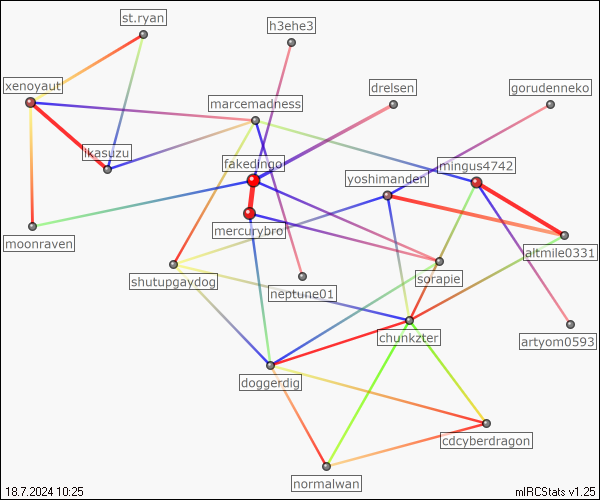 st.ryan
h3ehe3
xenoyaut
drelsen
gorudenneko
marcemadness
ikasuzu
fakedingo
mingus4742
yoshimanden
moonraven
mercurybro
altmile0331
shutupgaydog
sorapie
neptune01
chunkzter
artyom0593
doggerdig
cdcyberdragon
normalwan
18.7.2024 10:25
mIRCStats v1.25